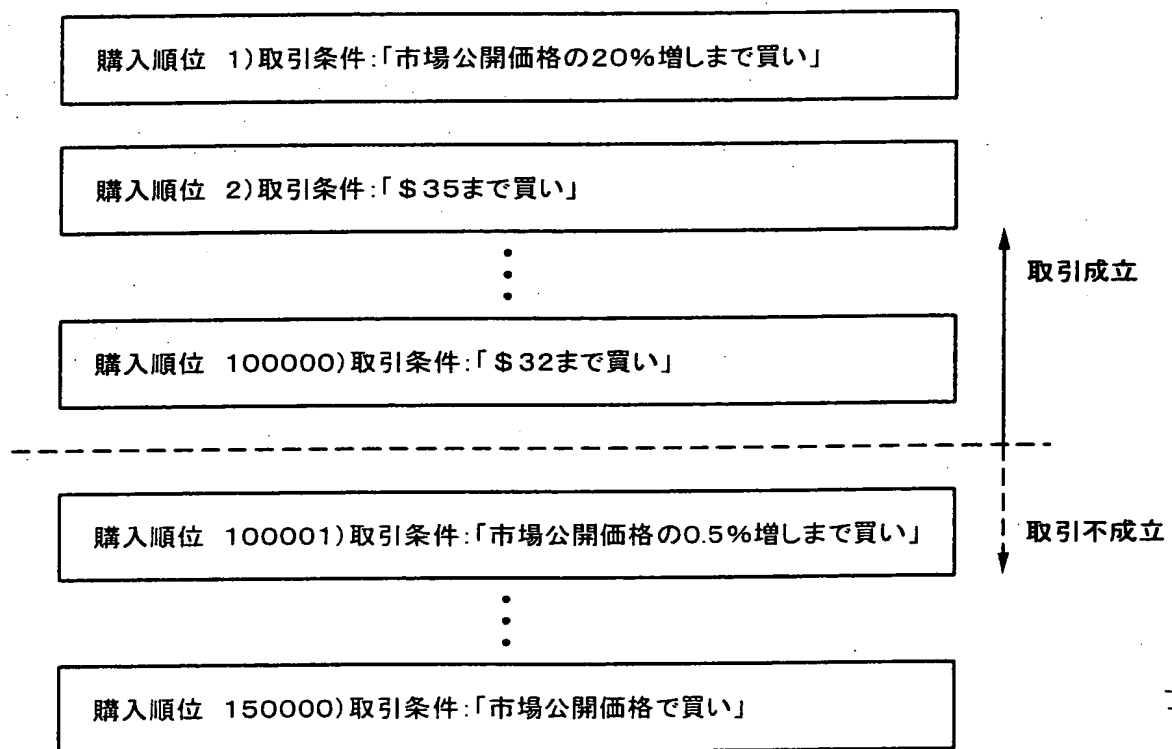 購入順位 1)取引条件:「市場公開価格の20%増しまで買い」
購入順位 2)取引条件:「$35まで買い」
取引成立
購入順位 100000)取引条件:「$32まで買い」
購入順位 100001)取引条件:「市場公開価格の0.5%増しまで買い」
取引不成立
購入順位 150000)取引条件:「市場公開価格で買い」